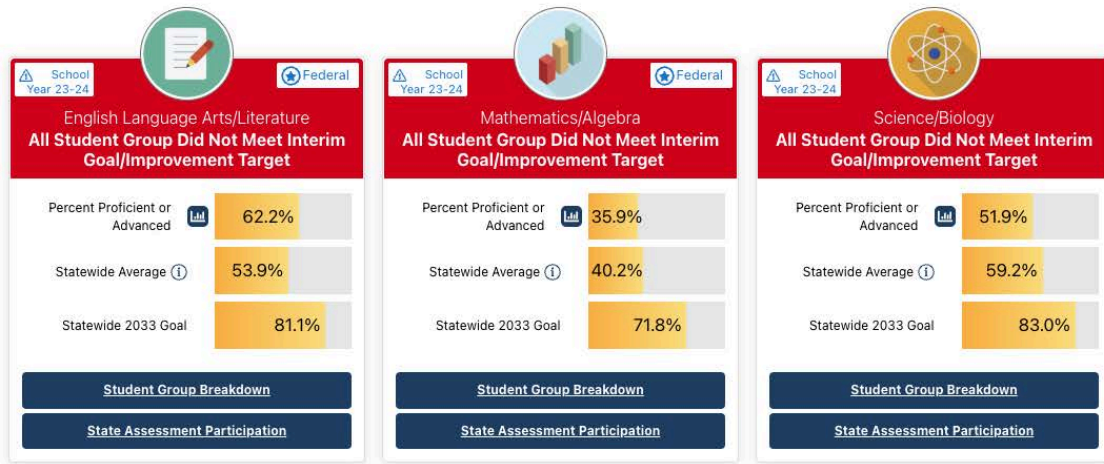 School
Year 23-24
Federal
English Language Arts/Literature
All Student Group Did Not Meet Interim
Goal/Improvement Target
Percent Proficient or
Advanced
62.2%
Statewide Average
53.9%
Statewide 2033 Goal
81.1%
Student Group Breakdown
State Assessment Participation
School
Year 23-24
Federal
Mathematics/Algebra
All Student Group Did Not Meet Interim
Goal/Improvement Target
Percent Proficient or
Advanced
35.9%
Statewide Average
40.2%
Statewide 2033 Goal
71.8%
Student Group Breakdown
State Assessment Participation
School
Year 23-24
Science/Biology
All Student Group Did Not Meet Interim
Goal/Improvement Target
Percent Proficient or
Advanced
51.9%
Statewide Average
59.2%
Statewide 2033 Goal
83.0%
Student Group Breakdown
State Assessment Participation